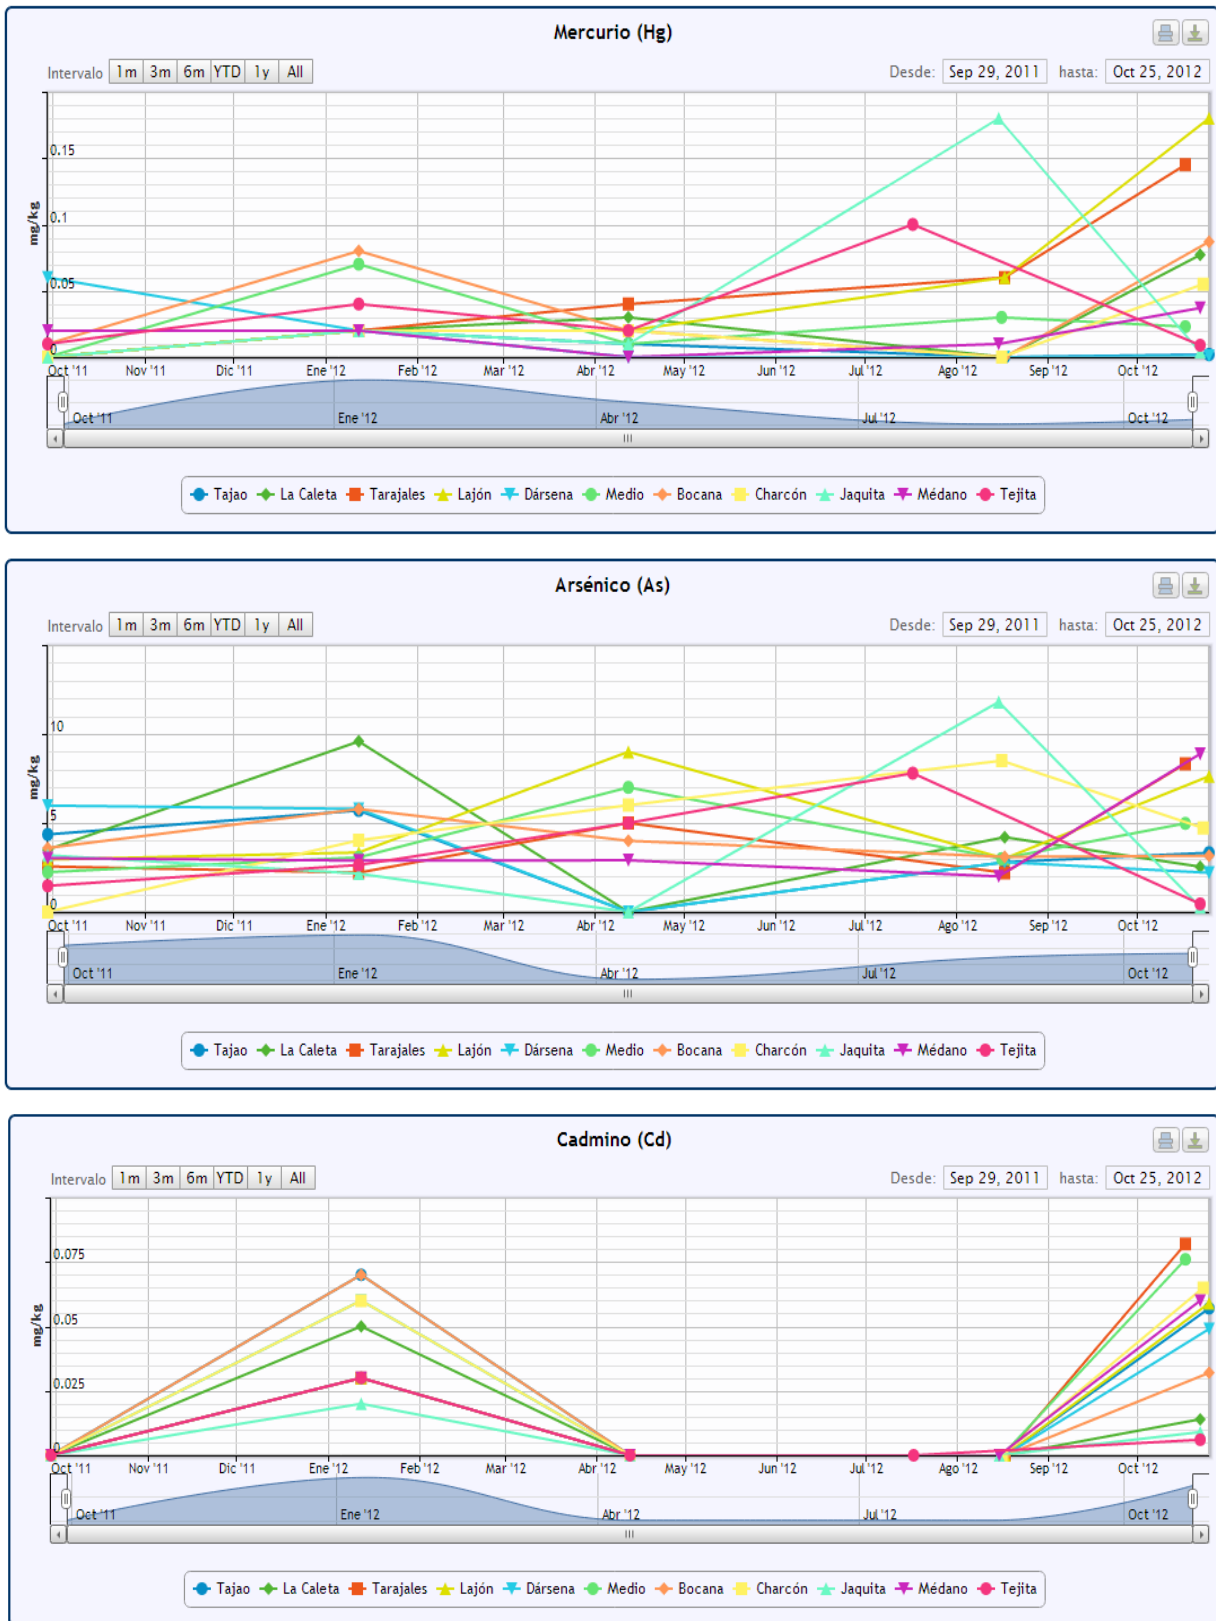 Mercurio (Hg)
Intervalo 1m 3m 6m YTD 1y All Desde: Sep 29, 2011 hasta: Oct 25, 2012
mg/kg
0.15
0.1
0.05
0
Oct '11 Nov '11 Dic '11 Ene '12 Feb '12 Mar '12 Abr '12 May '12 Jun '12 Jul '12 Ago '12 Sep '12 Oct '12
Oct '11 Ene '12 Abr '12 Jul '12 Oct '12
Tajao La Caleta Tarajales Lajón Dársena Medio Bocana Charcón Jaquita Médano Tejita
Arsénico (As)
Intervalo 1m 3m 6m YTD 1y All Desde: Sep 29, 2011 hasta: Oct 25, 2012
mg/kg
10
5
0
Oct '11 Nov '11 Dic '11 Ene '12 Feb '12 Mar '12 Abr '12 May '12 Jun '12 Jul '12 Ago '12 Sep '12 Oct '12
Oct '11 Ene '12 Abr '12 Jul '12 Oct '12
Tajao La Caleta Tarajales Lajón Dársena Medio Bocana Charcón Jaquita Médano Tejita
Cadmino (Cd)
Intervalo 1m 3m 6m YTD 1y All Desde: Sep 29, 2011 hasta: Oct 25, 2012
mg/kg
0.075
0.05
0.025
0
Oct '11 Nov '11 Dic '11 Ene '12 Feb '12 Mar '12 Abr '12 May '12 Jun '12 Jul '12 Ago '12 Sep '12 Oct '12
Oct '11 Ene '12 Abr '12 Jul '12 Oct '12
Tajao La Caleta Tarajales Lajón Dársena Medio Bocana Charcón Jaquita Médano Tejita